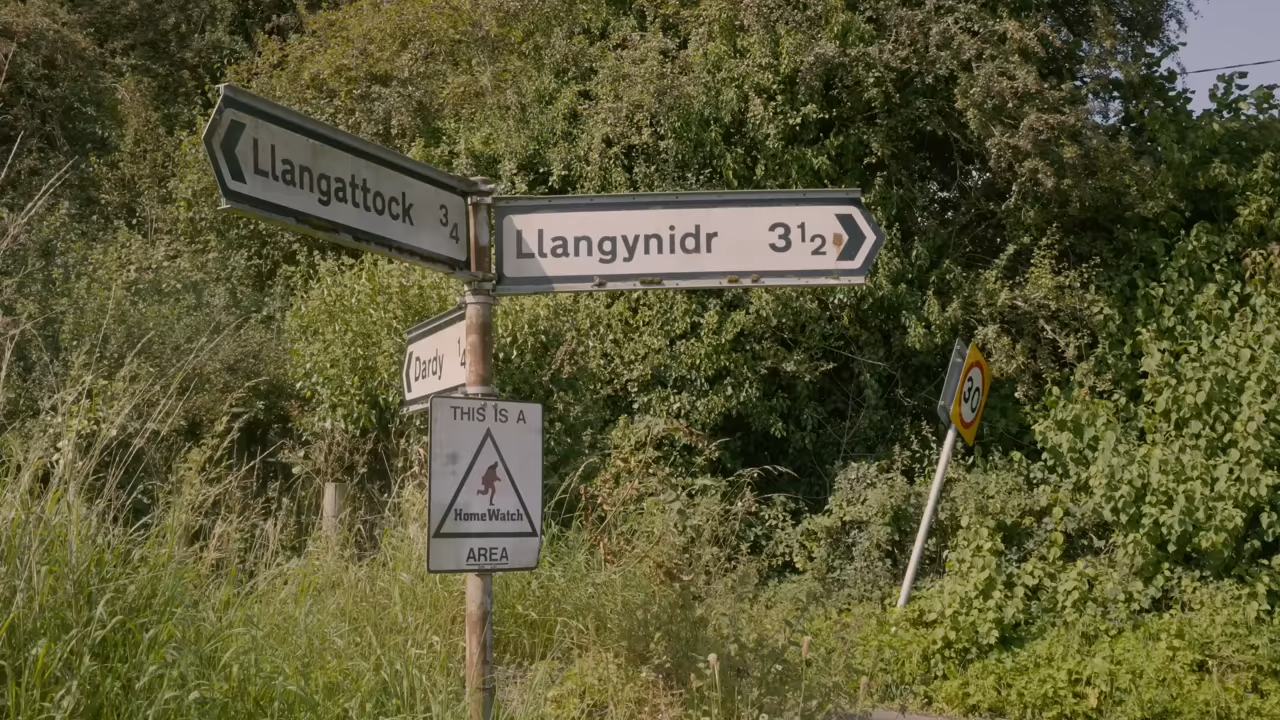 Llangattock 3/4
Llangynidr 3 1/2
Dardy 1/4
THIS IS A
HomeWatch
AREA
30